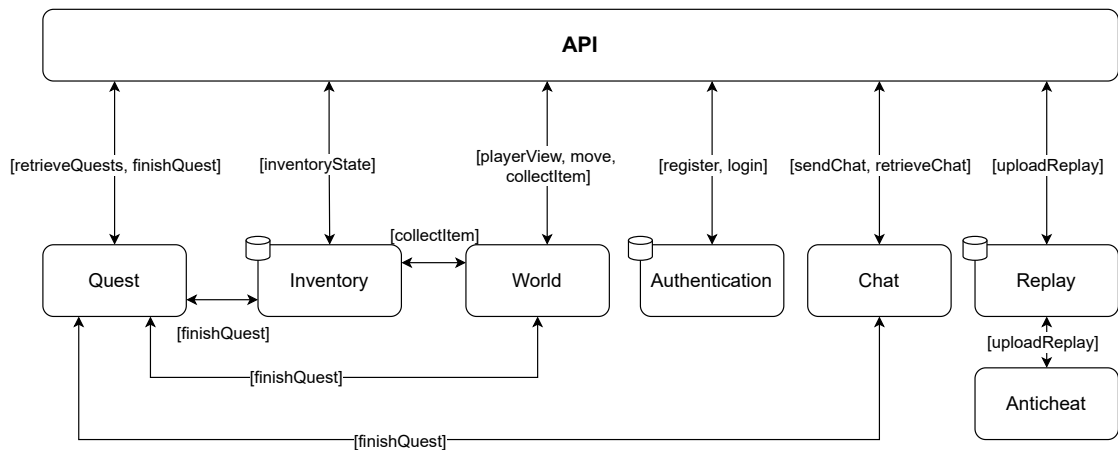 API
[retrieveQuests, finishQuest]
[inventoryState]
[playerView, move,
collectItem]
[register, login]
[sendChat, retrieveChat]
[uploadReplay]
[collectItem]
Quest
Inventory
World
Authentication
Chat
Replay
[finishQuest]
[uploadReplay]
[finishQuest]
Anticheat
[finishQuest]